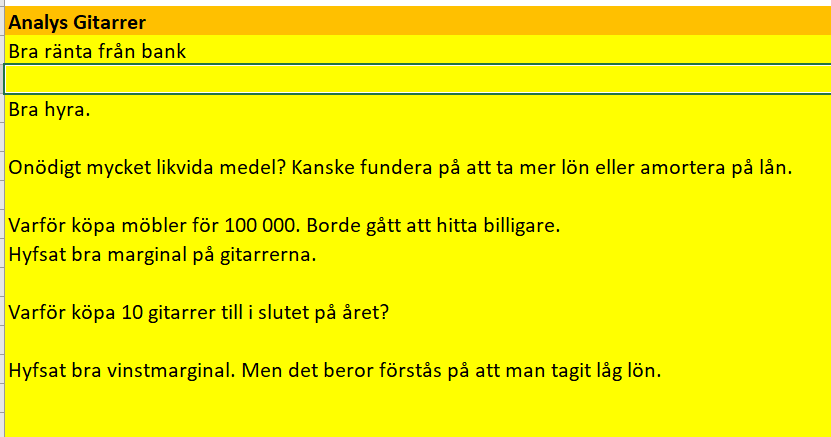 Analys Gitarrer
Bra ränta från bank
Bra hyra.
Onödigt mycket likvida medel? Kanske fundera på att ta mer lön eller amortera på lån.
Varför köpa möbler för 100 000. Borde gått att hitta billigare.
Hyfsat bra marginal på gitarrerna.
Varför köpa 10 gitarrer till i slutet på året?
Hyfsat bra vinstmarginal. Men det beror förstås på att man tagit låg lön.